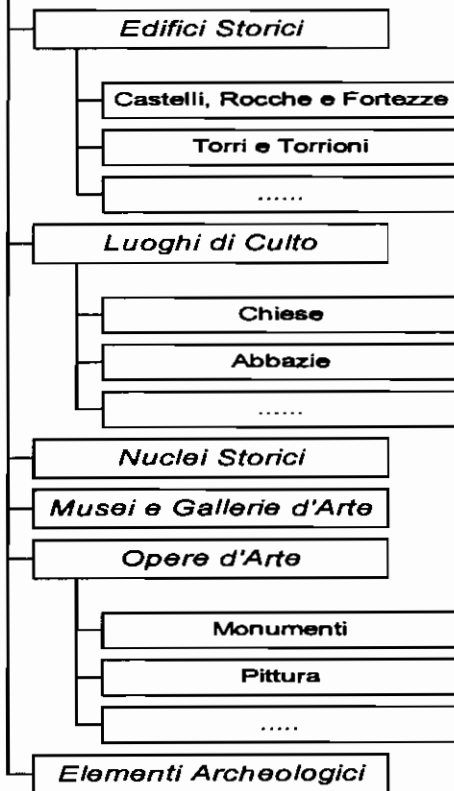 Edifici Storici
Castelli, Rocche e Fortezze
Torri e Torrioni
......
Luoghi di Culto
Chiese
Abbazie
......
Nuclei Storici
Musei e Gallerie d'Arte
Opere d'Arte
Monumenti
Pittura
.....
Elementi Archeologici